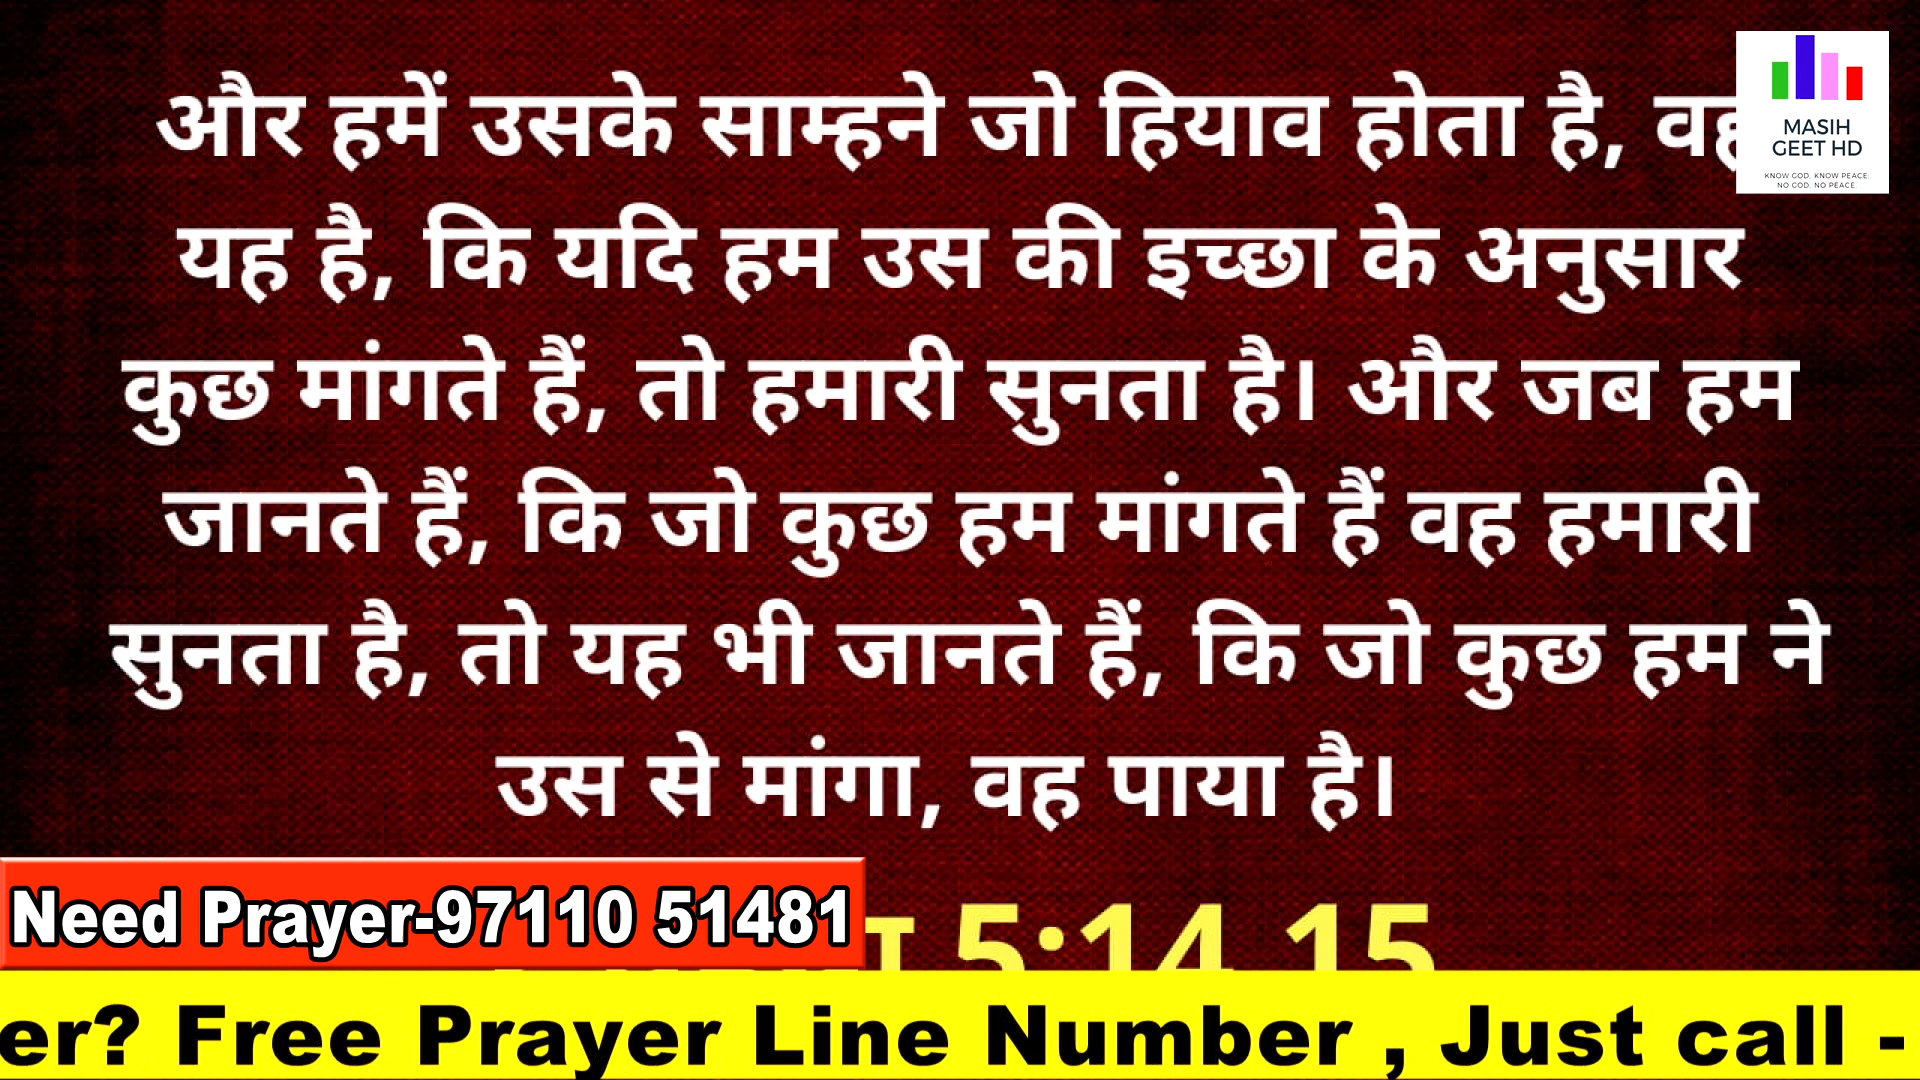 और हमें उसके साम्हने जो हियाव होता है, वह
यह है, कि यदि हम उस की इच्छा के अनुसार
कुछ मांगते हैं, तो हमारी सुनता है। और जब हम
जानते हैं, कि जो कुछ हम मांगते हैं वह हमारी
सुनता है, तो यह भी जानते हैं, कि जो कुछ हम ने
उस से मांगा, वह पाया है।
5:14,15
MASIH
GEET HD
KNOW GOD. KNOW PEACE.
NO GOD. NO PEACE.
Need Prayer-97110 51481
er? Free Prayer Line Number , Just call -